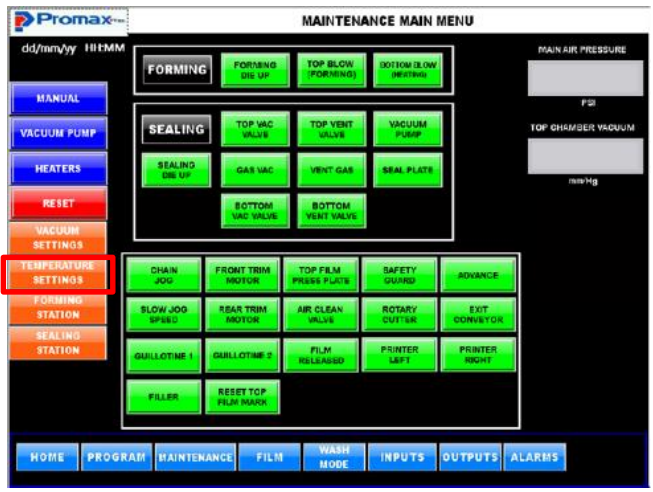 Promax
MAINTENANCE MAIN MENU
dd/mm/yy HH:MM
MANUAL
VACUUM PUMP
HEATERS
RESET
VACUUM
SETTINGS
TEMPERATURE
SETTINGS
FORMING
STATION
SEALING
STATION
FORMING
FORMING
DIE UP
TOP BLOW
(FORMING)
BOTTOM BLOW
(HEATING)
SEALING
TOP VAC
VALVE
TOP VENT
VALVE
VACUUM
PUMP
SEALING
DIE UP
GAS VAC
VENT GAS
SEAL PLATE
BOTTOM
VAC VALVE
BOTTOM
VENT VALVE
CHAIN
JOG
FRONT TRIM
MOTOR
TOP FILM
PRESS PLATE
SAFETY
GUARD
ADVANCE
SLOW JOG
SPEED
REAR TRIM
MOTOR
AIR CLEAN
VALVE
ROTARY
CUTTER
EXIT
CONVEYOR
GUILLOTINE 1
GUILLOTINE 2
FILM
RELEASED
PRINTER
LEFT
PRINTER
RIGHT
FILLER
RESET TOP
FILM MARK
MAIN AIR PRESSURE
PSI
TOP CHAMBER VACUUM
mm/Hg
HOME
PROGRAM
MAINTENANCE
FILM
WASH
MODE
INPUTS
OUTPUTS
ALARMS